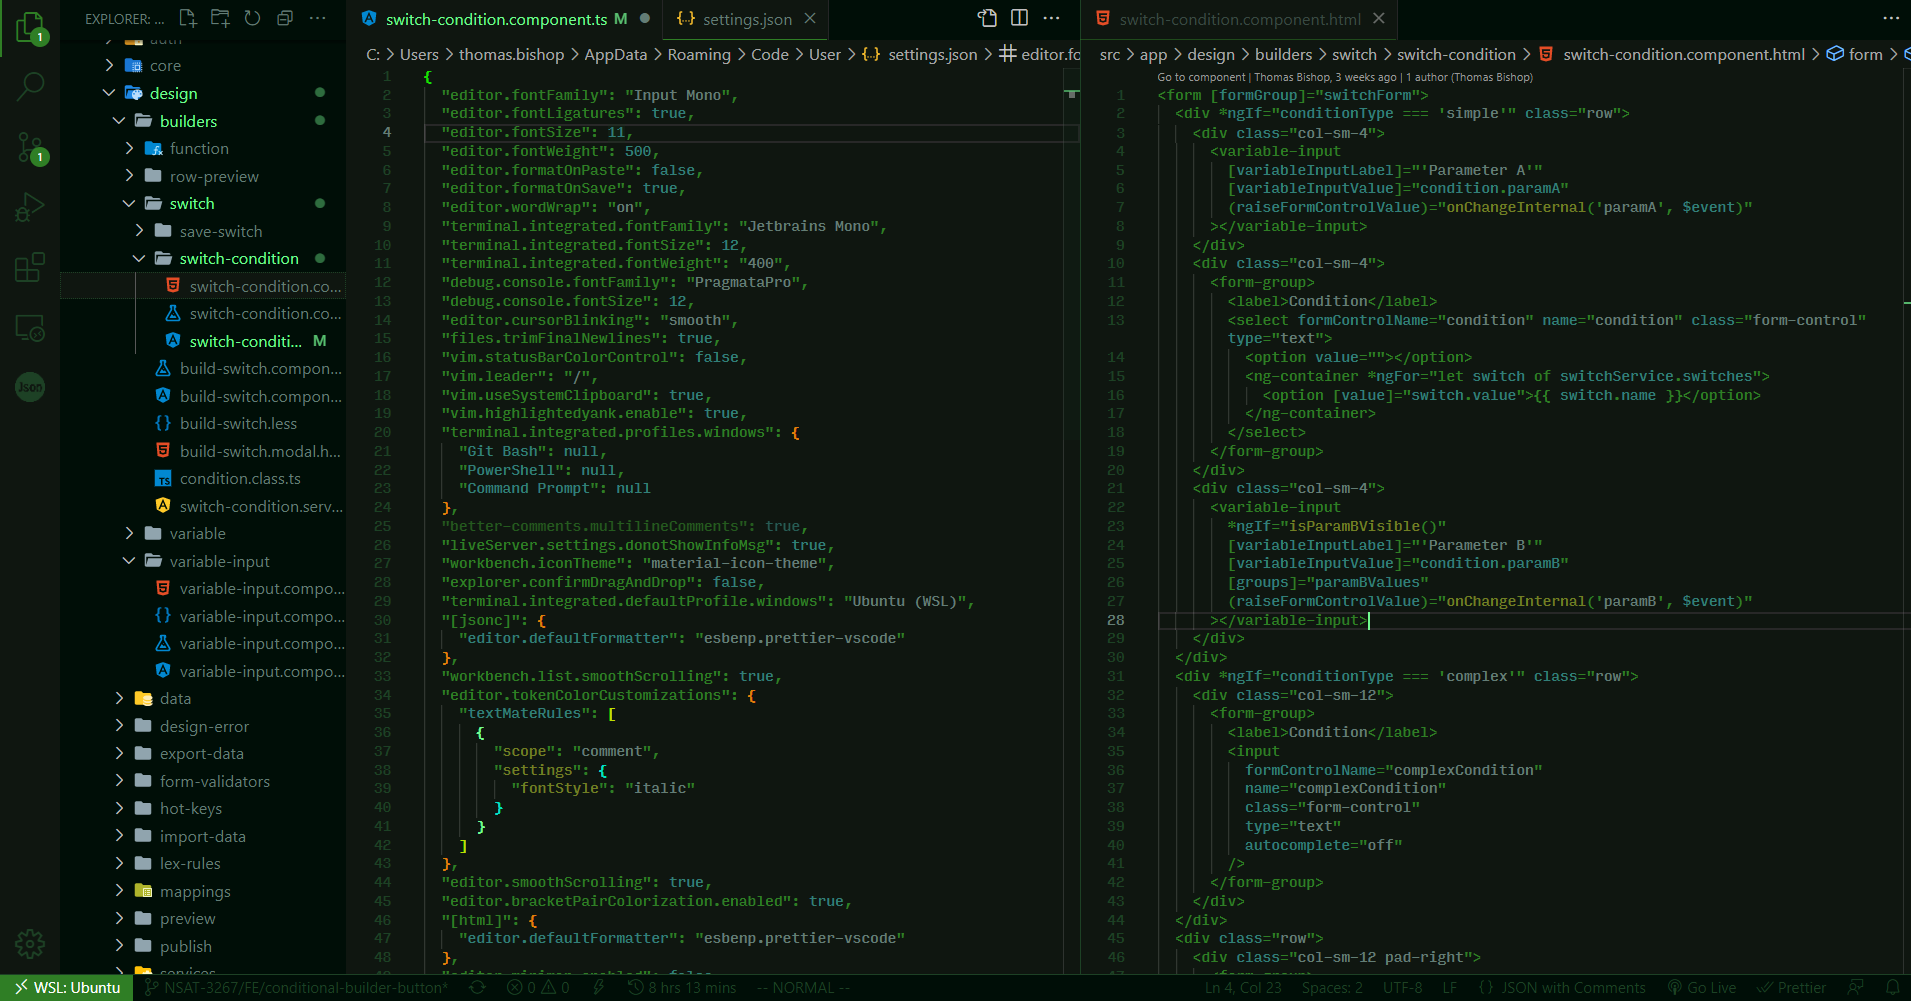 EXPLORER: ...
auth
core
design
builders
function
row-preview
switch
save-switch
switch-condition
switch-condition.co...
switch-condition.co...
switch-conditi... M
build-switch.compon...
build-switch.compon...
build-switch.less
build-switch.modal.h...
condition.class.ts
switch-condition.serv...
variable
variable-input
variable-input.compo...
variable-input.compo...
variable-input.compo...
variable-input.compo...
data
design-error
export-data
form-validators
hot-keys
import-data
lex-rules
mappings
preview
publish
services
1
1
Json
switch-condition.component.ts M
settings.json
C: > Users > thomas.bishop > AppData > Roaming > Code > User > {·} settings.json > # editor.fo
1 {
2 "editor.fontFamily": "Input Mono",
3 "editor.fontLigatures": true,
4 "editor.fontSize": 11,
5 "editor.fontWeight": 500,
6 "editor.formatOnPaste": false,
7 "editor.formatOnSave": true,
8 "editor.wordWrap": "on",
9 "terminal.integrated.fontFamily": "Jetbrains Mono",
10 "terminal.integrated.fontSize": 12,
11 "terminal.integrated.fontWeight": "400",
12 "debug.console.fontFamily": "PragmataPro",
13 "debug.console.fontSize": 12,
14 "editor.cursorBlinking": "smooth",
15 "files.trimFinalNewlines": true,
16 "vim.statusBarColorControl": false,
17 "vim.leader": "/",
18 "vim.useSystemClipboard": true,
19 "vim.highlightedyank.enable": true,
20 "terminal.integrated.profiles.windows": {
21 "Git Bash": null,
22 "PowerShell": null,
23 "Command Prompt": null
24 },
25 "better-comments.multilineComments": true,
26 "liveServer.settings.donotShowInfoMsg": true,
27 "workbench.iconTheme": "material-icon-theme",
28 "explorer.confirmDragAndDrop": false,
29 "terminal.integrated.defaultProfile.windows": "Ubuntu (WSL)",
30 "[jsonc]": {
31 "editor.defaultFormatter": "esbenp.prettier-vscode"
32 },
33 "workbench.list.smoothScrolling": true,
34 "editor.tokenColorCustomizations": {
35 "textMateRules": [
36 {
37 "scope": "comment",
38 "settings": {
39 "fontStyle": "italic"
40 }
41 }
42 ]
43 },
44 "editor.smoothScrolling": true,
45 "editor.bracketPairColorization.enabled": true,
46 "[html]": {
47 "editor.defaultFormatter": "esbenp.prettier-vscode"
48 },
49 "editor.minimap.enabled": false,
switch-condition.component.html
src > app > design > builders > switch > switch-condition > switch-condition.component.html > form >
Go to component | Thomas Bishop, 3 weeks ago | 1 author (Thomas Bishop)
1 <form [formGroup]="switchForm">
2 <div *ngIf="conditionType === 'simple'" class="row">
3 <div class="col-sm-4">
4 <variable-input
5 [variableInputLabel]="'Parameter A'"
6 [variableInputValue]="condition.paramA"
7 (raiseFormControlValue)="onChangeInternal('paramA', $event)"
8 ></variable-input>
9 </div>
10 <div class="col-sm-4">
11 <form-group>
12 <label>Condition</label>
13 <select formControlName="condition" name="condition" class="form-control"
type="text">
14 <option value=""></option>
15 <ng-container *ngFor="let switch of switchService.switches">
16 <option [value]="switch.value">{{ switch.name }}</option>
17 </ng-container>
18 </select>
19 </form-group>
20 </div>
21 <div class="col-sm-4">
22 <variable-input
23 *ngIf="isParamBVisible()"
24 [variableInputLabel]="'Parameter B'"
25 [variableInputValue]="condition.paramB"
26 [groups]="paramBValues"
27 (raiseFormControlValue)="onChangeInternal('paramB', $event)"
28 ></variable-input>
29 </div>
30 </div>
31 <div *ngIf="conditionType === 'complex'" class="row">
32 <div class="col-sm-12">
33 <form-group>
34 <label>Condition</label>
35 <input
36 formControlName="complexCondition"
37 name="complexCondition"
38 class="form-control"
39 type="text"
40 autocomplete="off"
41 />
42 </form-group>
43 </div>
44 </div>
45 <div class="row">
46 <div class="col-sm-12 pad-right">
47 <form-group>
WSL: Ubuntu NSAT-3267/FE/conditional-builder-button* 0 0 8 hrs 13 mins -- NORMAL -- Ln 4, Col 23 Spaces: 2 UTF-8 LF {} JSON with Comments Go Live Prettier